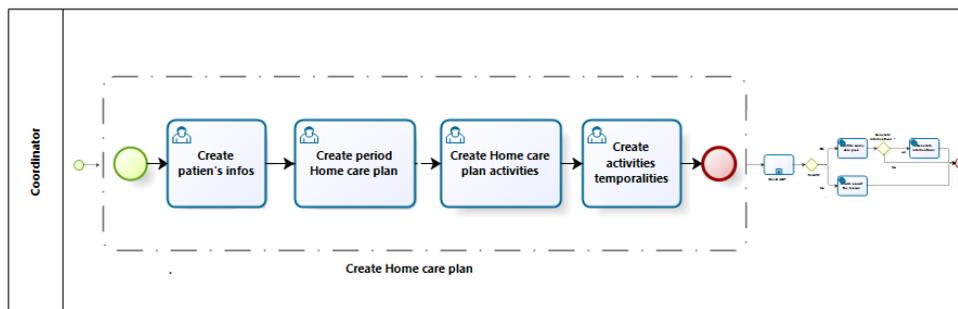 Coordinator
Create
patien's infos
Create period
Home care plan
Create Home care
plan activities
Create
activities
temporalities
Create Home care plan